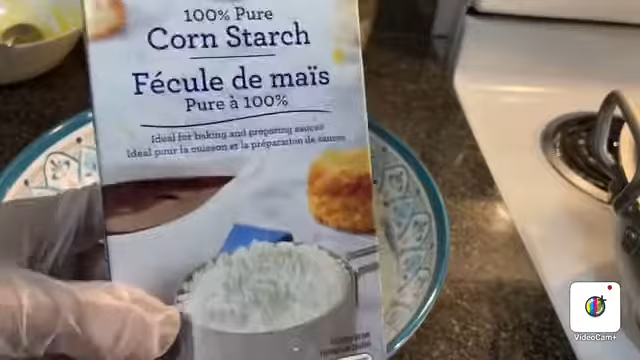 100% Pure
Corn Starch
Fécule de maïs
Pure à 100%
Ideal for baking and preparing sauces
Idéal pour la cuisson et la préparation de sauces
VideoCam+